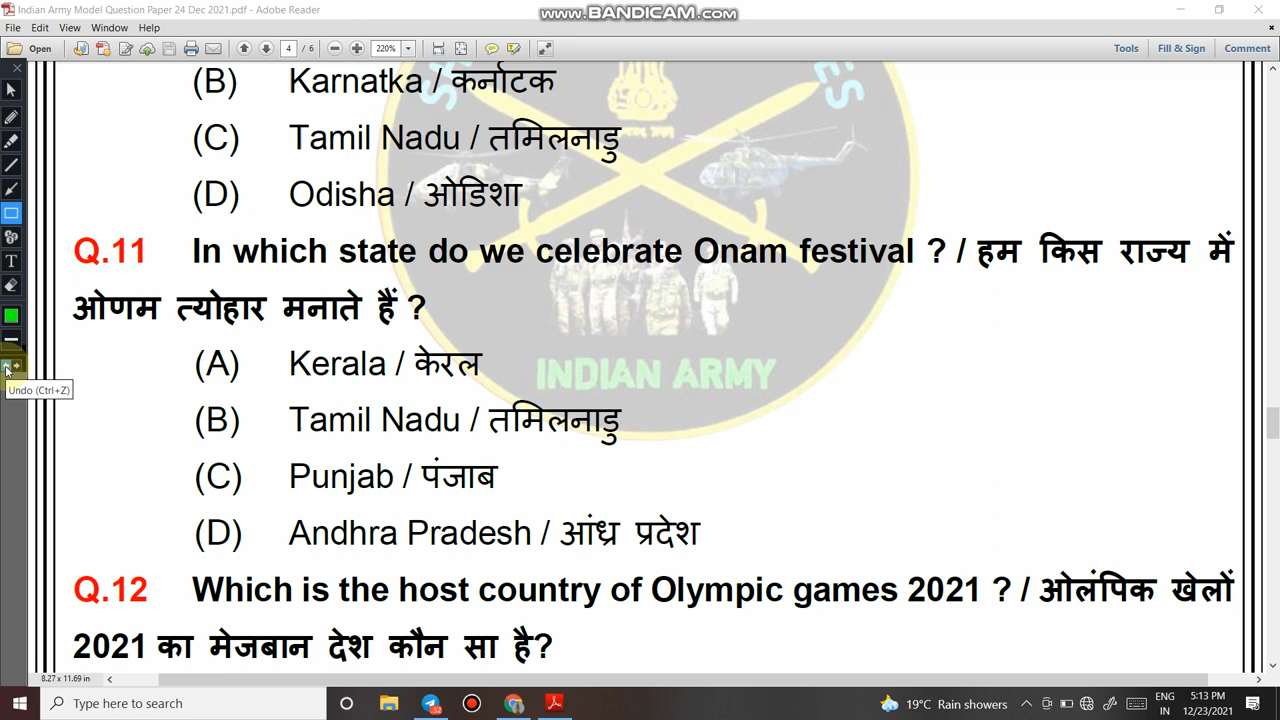 Indian Army Model Question Paper 24 Dec 2021.pdf - Adobe Reader
www.BANDICAM.com
File Edit View Window Help
Open 4 / 6 220% Tools Fill & Sign Comment
(B) Karnatka / कर्नाटक
(C) Tamil Nadu / तमिलनाडु
(D) Odisha / ओडिशा
Q.11 In which state do we celebrate Onam festival ? / हम किस राज्य में
ओणम त्योहार मनाते हैं ?
(A) Kerala / केरल
Undo (Ctrl+Z)
INDIAN ARMY
(B) Tamil Nadu / तमिलनाडु
(C) Punjab / पंजाब
(D) Andhra Pradesh / आंध्र प्रदेश
Q.12 Which is the host country of Olympic games 2021 ? / ओलंपिक खेलों
2021 का मेजबान देश कौन सा है?
8.27 x 11.69 in
Type here to search
19°C Rain showers
ENG
IN
5:13 PM
12/23/2021